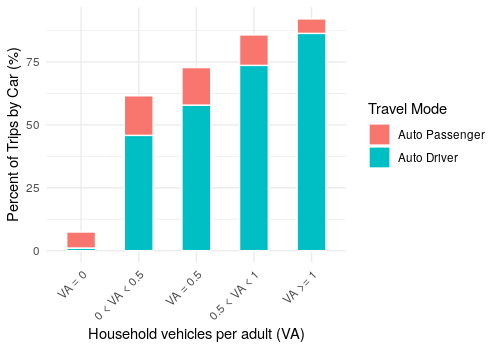 Percent of Trips by Car (%)
75
50
25
0
VA = 0
0 < VA < 0.5
VA = 0.5
0.5 < VA < 1
VA >= 1
Household vehicles per adult (VA)
Travel Mode
Auto Passenger
Auto Driver